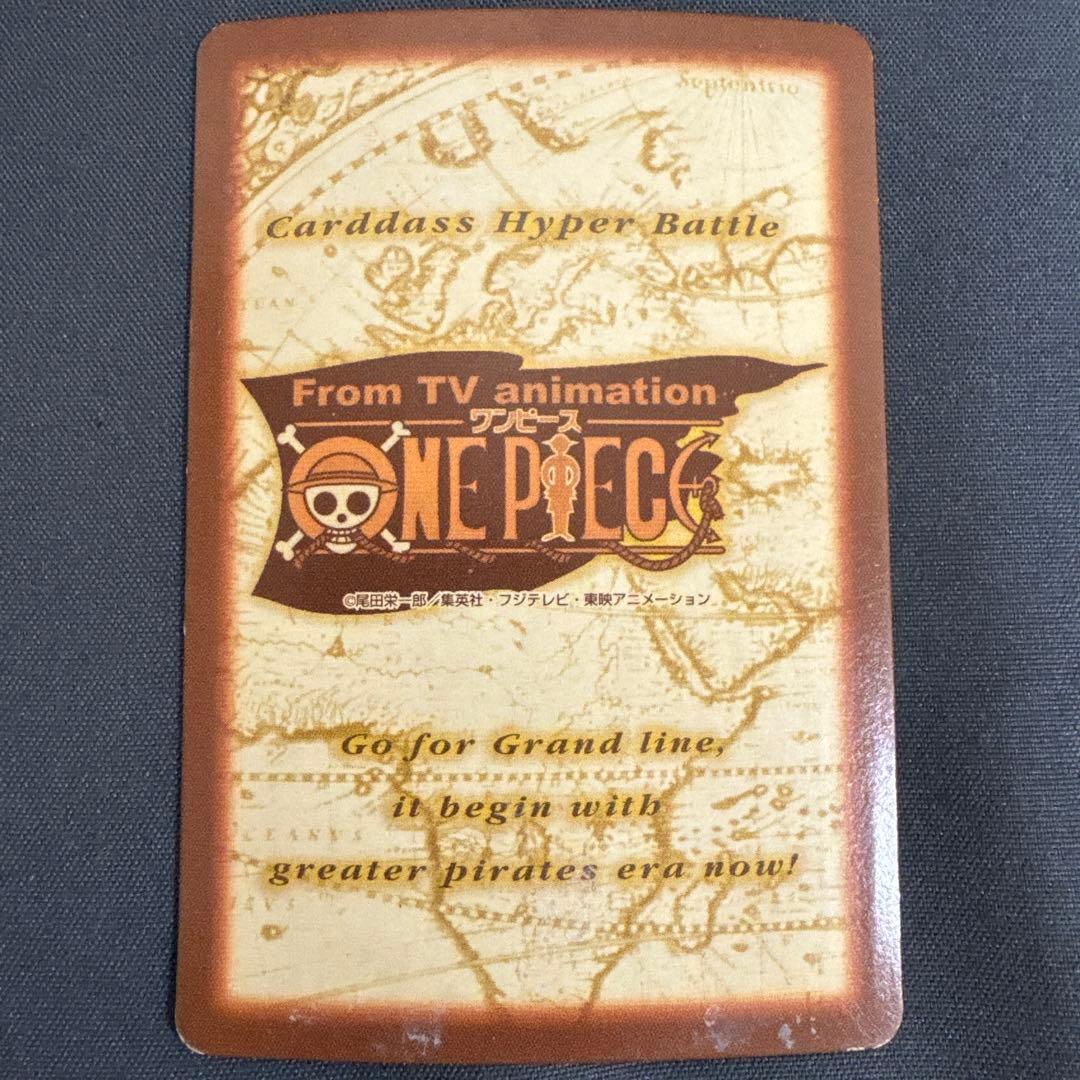 Septentrio
Carddass Hyper Battle
From TV animation
ワンピース
ONE PIECE
©尾田栄一郎／集英社・フジテレビ・東映アニメーション
Go for Grand line,
it begin with
greater pirates era now!